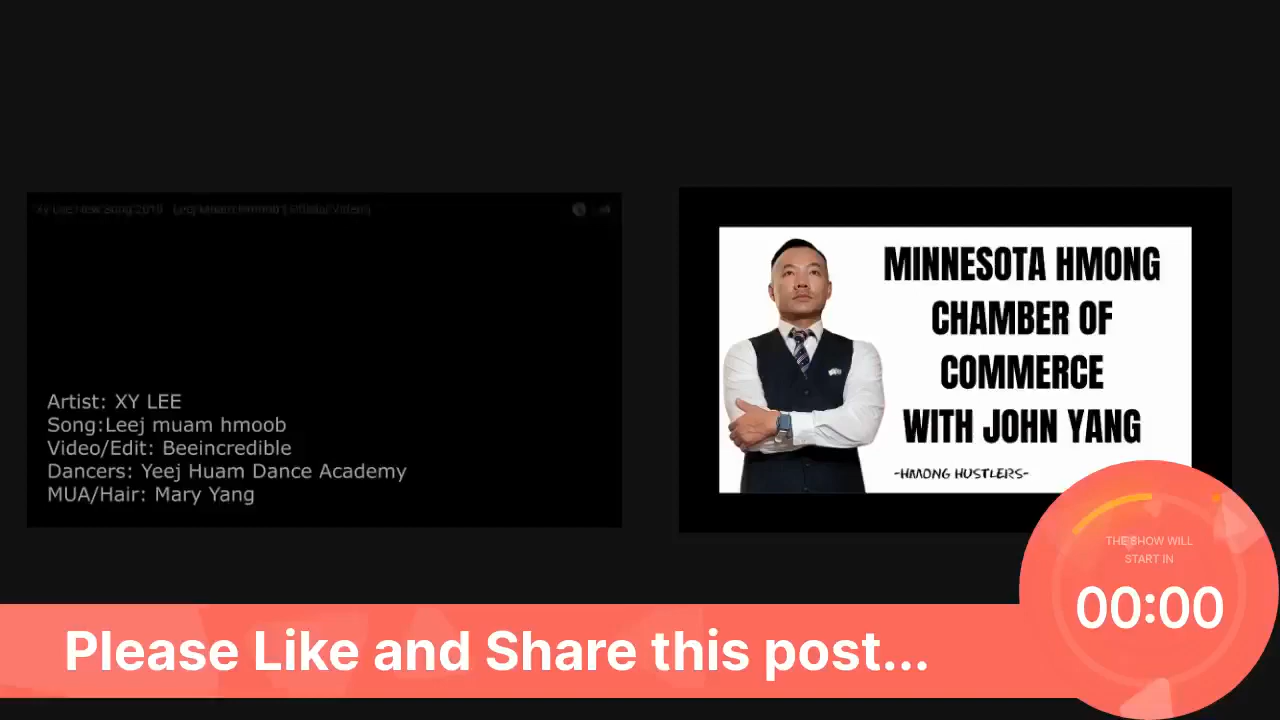 Artist: XY LEE
Song:Leej muam hmoob
Video/Edit: Beeincredible
Dancers: Yeej Huam Dance Academy
MUA/Hair: Mary Yang
MINNESOTA HMONG
CHAMBER OF
COMMERCE
WITH JOHN YANG
-HMONG HUSTLERS-
THE SHOW WILL
START IN
00:00
Please Like and Share this post...